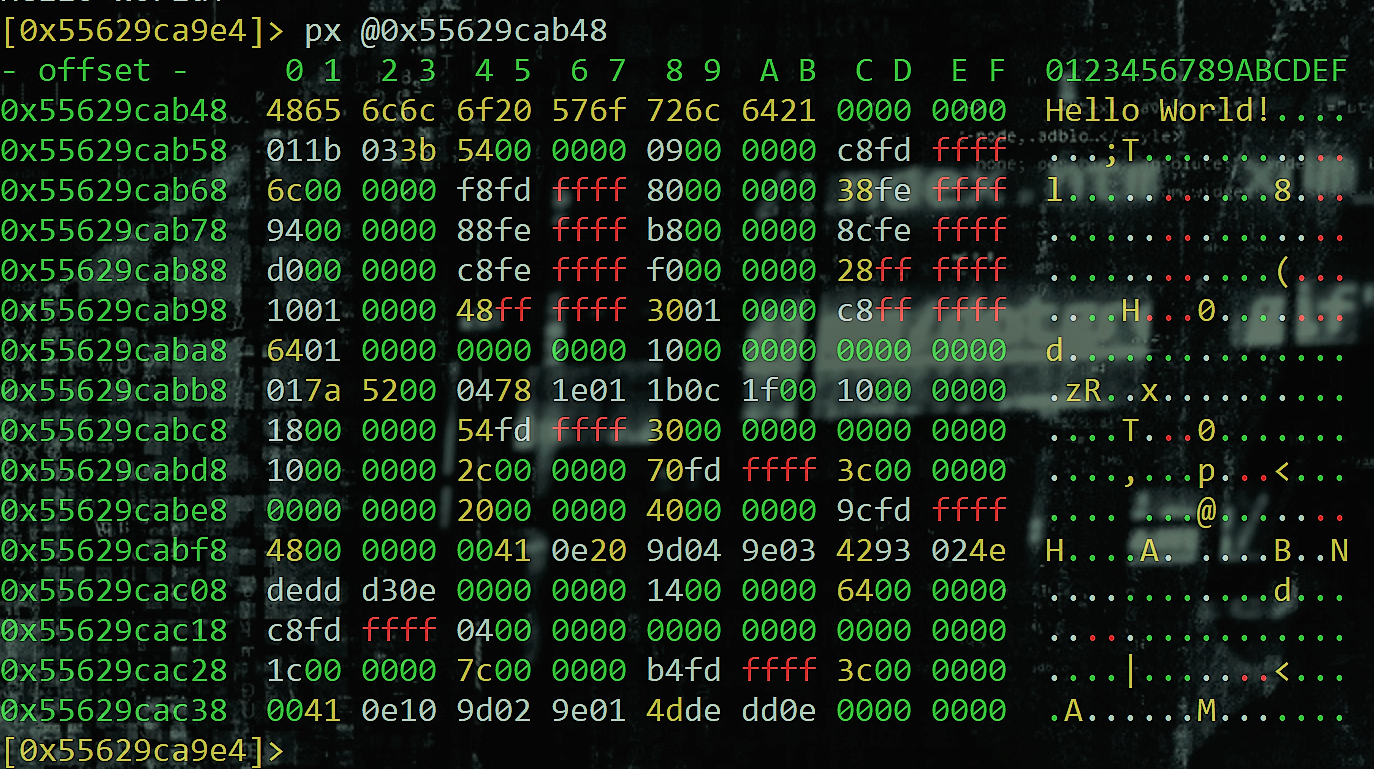 [0x55629ca9e4]> px @0x55629cab48
- offset -   0 1  2 3  4 5  6 7  8 9  A B  C D  E F  0123456789ABCDEF
0x55629cab48  4865 6c6c 6f20 576f 726c 6421 0000 0000  Hello World!....
0x55629cab58  011b 033b 5400 0000 0900 0000 c8fd ffff  ...;T...........
0x55629cab68  6c00 0000 f8fd ffff 8000 0000 38fe ffff  l...........8...
0x55629cab78  9400 0000 88fe ffff b800 0000 8cfe ffff  ................
0x55629cab88  d000 0000 c8fe ffff f000 0000 28ff ffff  ............(...
0x55629cab98  1001 0000 48ff ffff 3001 0000 c8ff ffff  ....H...0.......
0x55629caba8  6401 0000 0000 0000 1000 0000 0000 0000  d...............
0x55629cabb8  017a 5200 0478 1e01 1b0c 1f00 1000 0000  .zR..x..........
0x55629cabc8  1800 0000 54fd ffff 3000 0000 0000 0000  ....T...0.......
0x55629cabd8  1000 0000 2c00 0000 70fd ffff 3c00 0000  ....,...p...<...
0x55629cabe8  0000 0000 2000 0000 4000 0000 9cfd ffff  .... ...@.......
0x55629cabf8  4800 0000 0041 0e20 9d04 9e03 4293 024e  H....A. ....B..N
0x55629cac08  dedd d30e 0000 0000 1400 0000 6400 0000  ............d...
0x55629cac18  c8fd ffff 0400 0000 0000 0000 0000 0000  ................
0x55629cac28  1c00 0000 7c00 0000 b4fd ffff 3c00 0000  ....|.......<...
0x55629cac38  0041 0e10 9d02 9e01 4dde dd0e 0000 0000  .A......M.......
[0x55629ca9e4]>